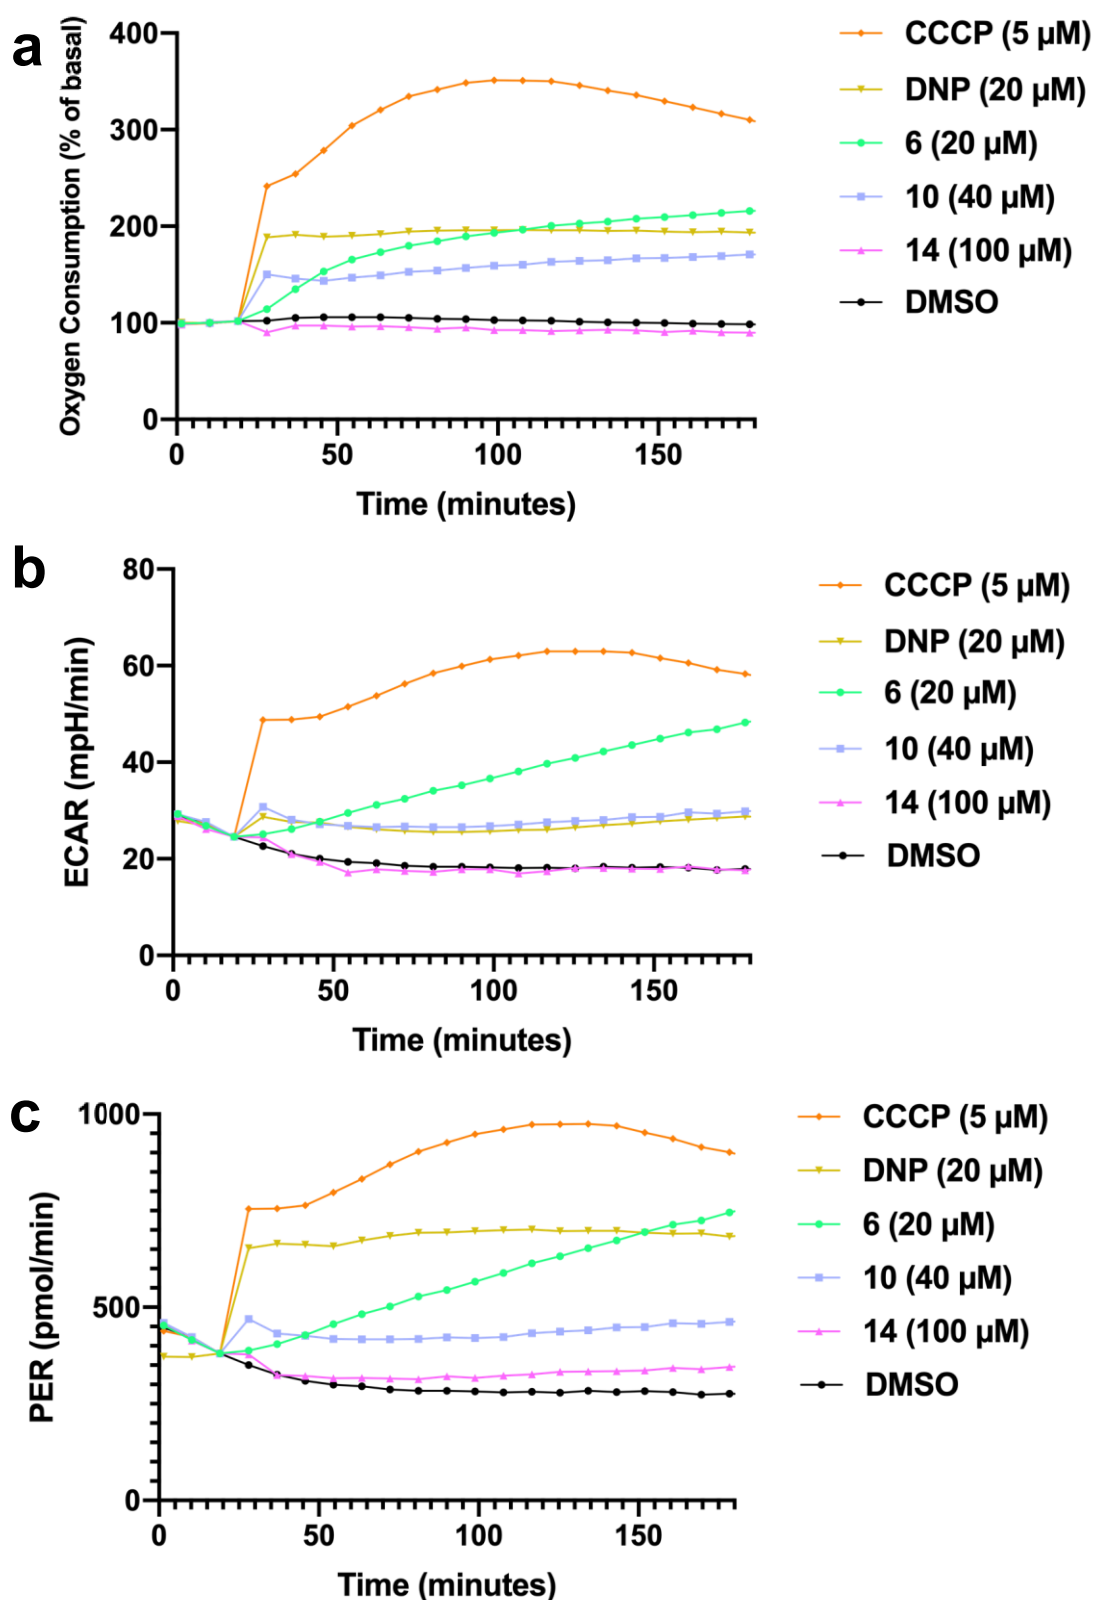 a
Oxygen Consumption (% of basal)
400
300
200
100
0
0 50 100 150
Time (minutes)
CCCP (5 µM)
DNP (20 µM)
6 (20 µM)
10 (40 µM)
14 (100 µM)
DMSO
b
ECAR (mpH/min)
80
60
40
20
0
0 50 100 150
Time (minutes)
CCCP (5 µM)
DNP (20 µM)
6 (20 µM)
10 (40 µM)
14 (100 µM)
DMSO
c
PER (pmol/min)
1000
500
0
0 50 100 150
Time (minutes)
CCCP (5 µM)
DNP (20 µM)
6 (20 µM)
10 (40 µM)
14 (100 µM)
DMSO